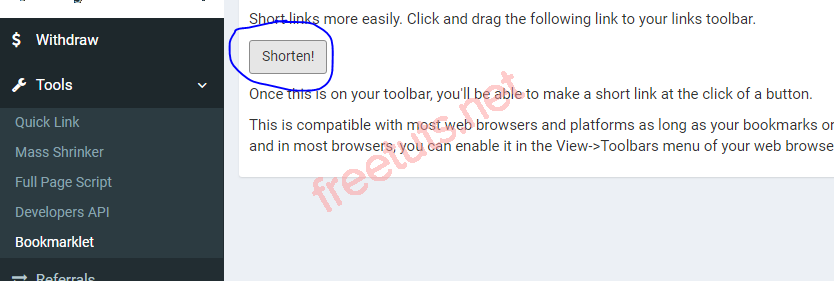 Short links more easily. Click and drag the following link to your links toolbar.
$ Withdraw
Shorten!
Tools
Once this is on your toolbar, you'll be able to make a short link at the click of a button.
Quick Link
This is compatible with most web browsers and platforms as long as your bookmarks or
Mass Shrinker
and in most browsers, you can enable it in the View->Toolbars menu of your web browse
Full Page Script
Developers API
Bookmarklet
Referrals
freetuts.net